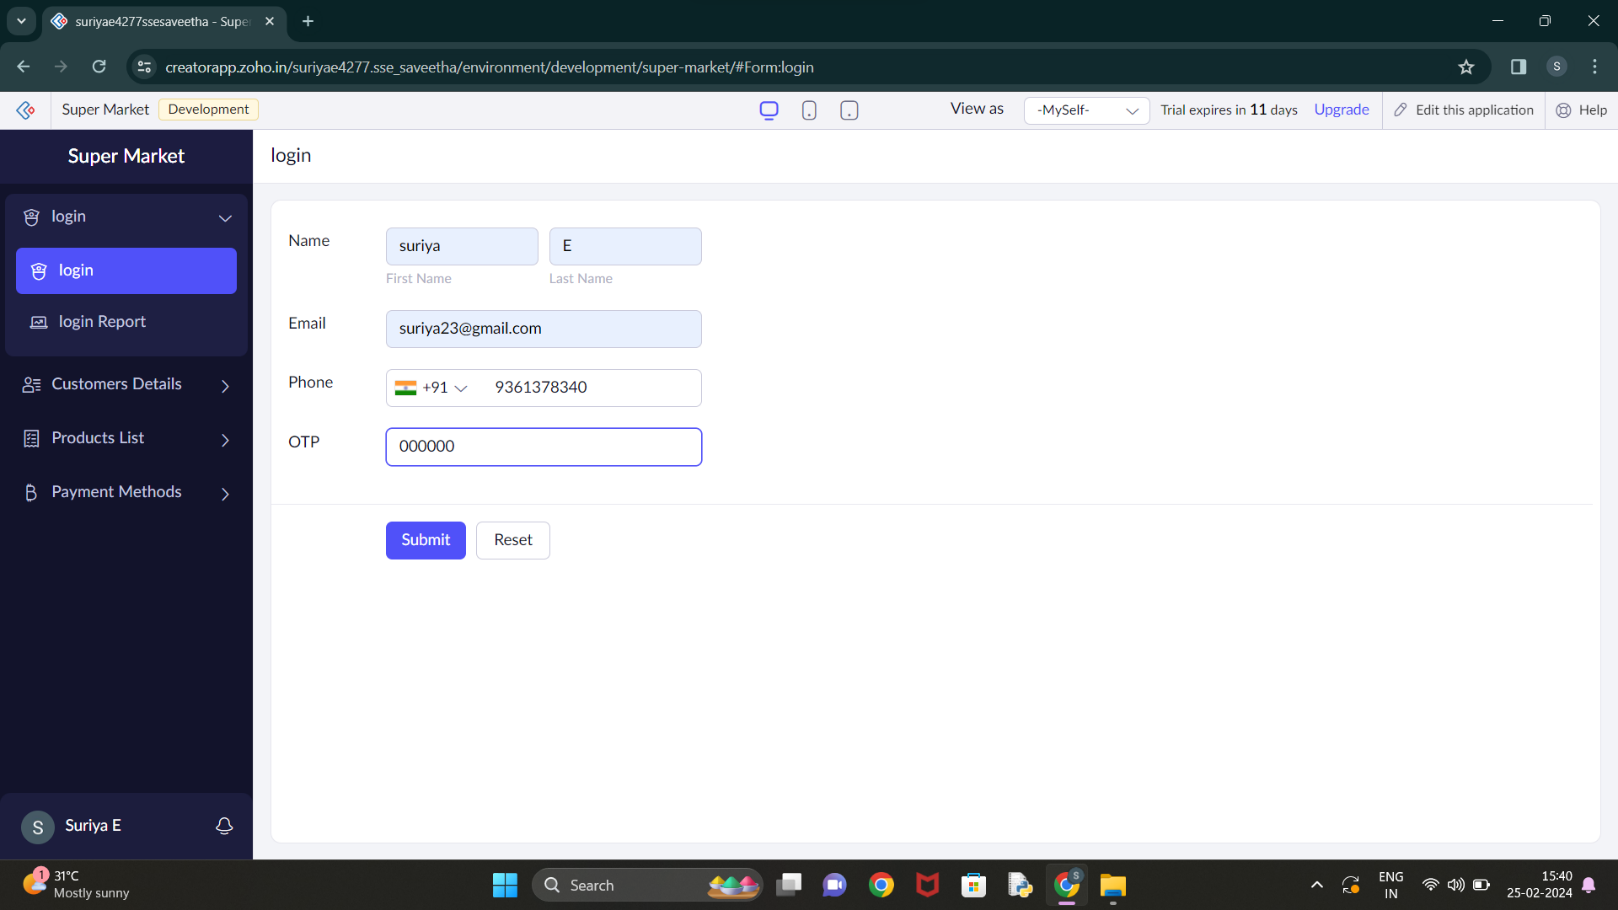 suriyae4277ssesaveetha - Supe
creatorapp.zoho.in/suriyae4277.sse_saveetha/environment/development/super-market/#Form:login
S
Super Market Development View as -MySelf- Trial expires in 11 days Upgrade Edit this application Help
Super Market
login
login
login
login Report
Customers Details
Products List
Payment Methods
Name suriya E
First Name Last Name
Email suriya23@gmail.com
Phone +91 9361378340
OTP 000000
Submit Reset
S Suriya E
1 31°C
Mostly sunny
Search
S
ENG
IN
15:40
25-02-2024